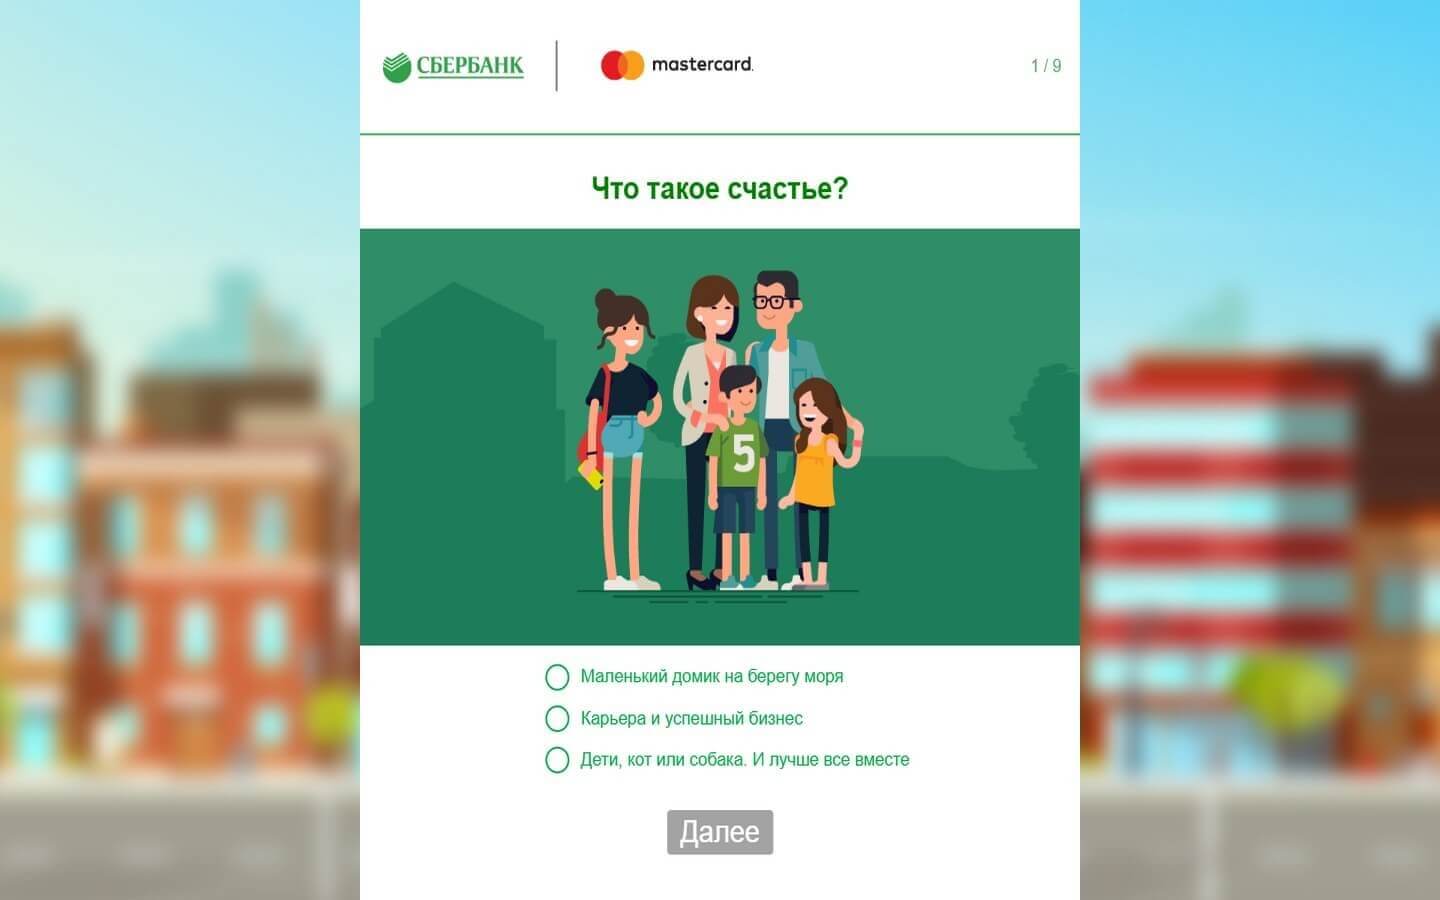 СБЕРБАНК
mastercard.
1 / 9
Что такое счастье?
5
Маленький домик на берегу моря
Карьера и успешный бизнес
Дети, кот или собака. И лучше все вместе
Далее